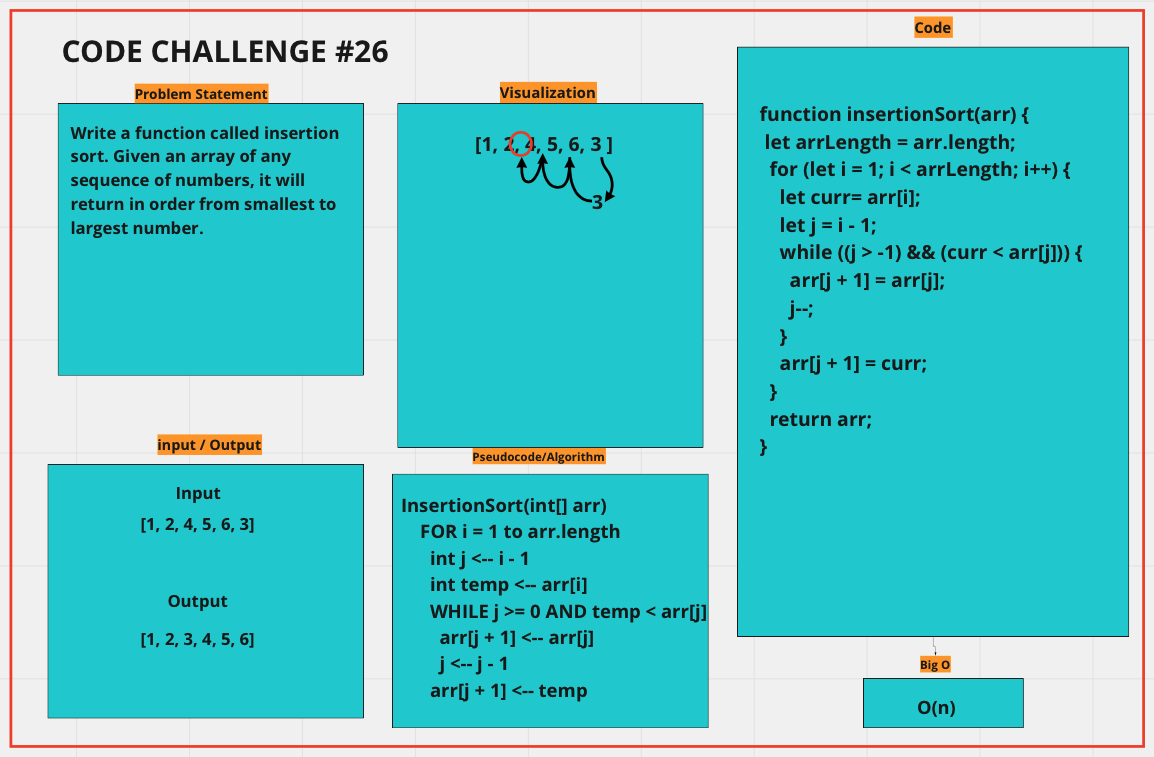 CODE CHALLENGE #26
Problem Statement
Write a function called insertion
sort. Given an array of any
sequence of numbers, it will
return in order from smallest to
largest number.
input / Output
Input
[1, 2, 4, 5, 6, 3]
Output
[1, 2, 3, 4, 5, 6]
Visualization
[1, 2, 4, 5, 6, 3 ]
3
Pseudocode/Algorithm
InsertionSort(int[] arr)
FOR i = 1 to arr.length
int j <-- i - 1
int temp <-- arr[i]
WHILE j >= 0 AND temp < arr[j]
arr[j + 1] <-- arr[j]
j <-- j - 1
arr[j + 1] <-- temp
Code
function insertionSort(arr) {
let arrLength = arr.length;
for (let i = 1; i < arrLength; i++) {
let curr= arr[i];
let j = i - 1;
while ((j > -1) && (curr < arr[j])) {
arr[j + 1] = arr[j];
j--;
}
arr[j + 1] = curr;
}
return arr;
}
Big O
O(n)